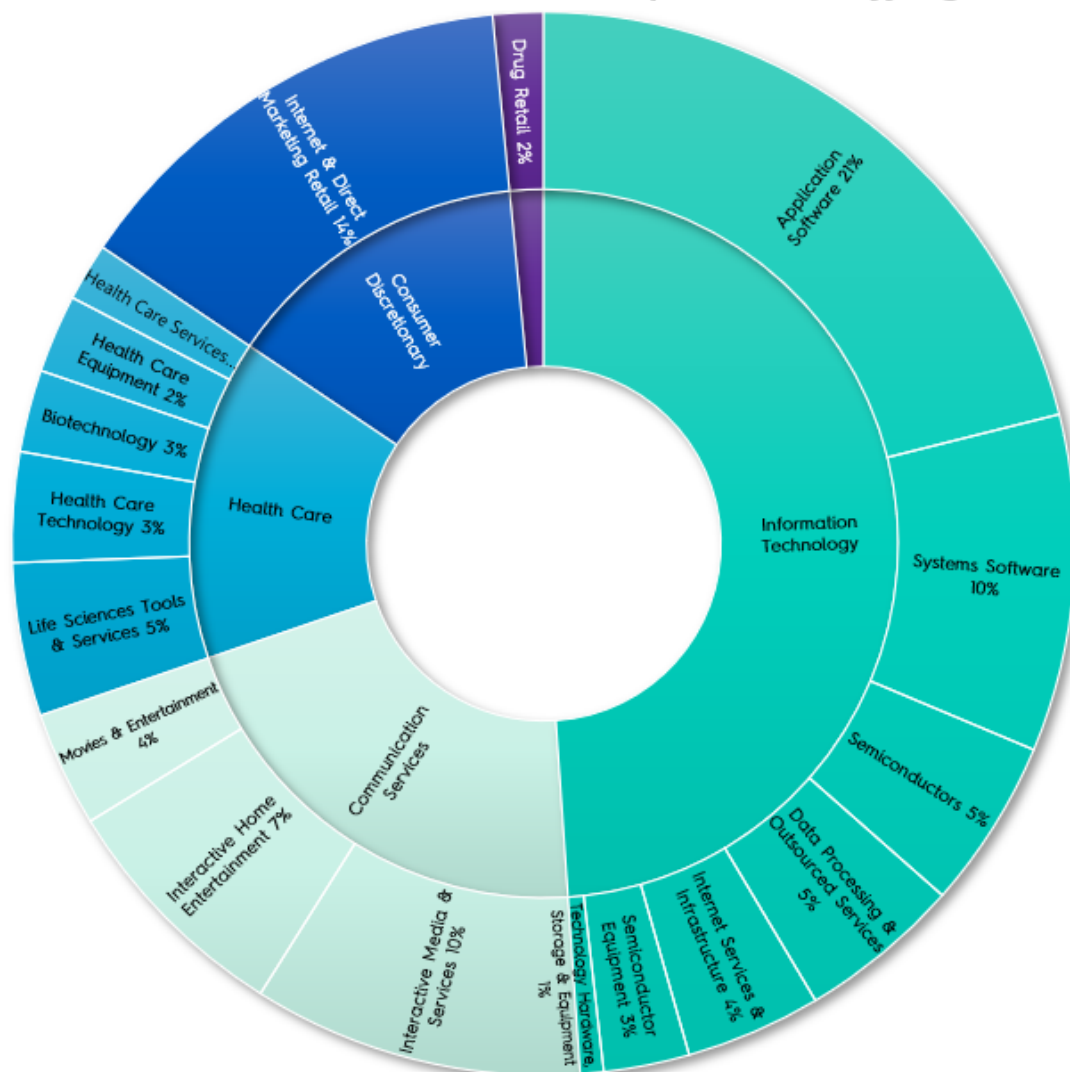 Drug Retail 2%
Application
Software 21%
Systems Software
10%
Semiconductors 5%
Data Processing &
Outsourced Services
5%
Internet Services &
Infrastructure 4%
Semiconductor
Equipment 3%
Technology Hardware,
Storage & Equipment
1%
Interactive Media &
Services 10%
Interactive Home
Entertainment 7%
Movies & Entertainment
4%
Life Sciences Tools
& Services 5%
Health Care
Technology 3%
Biotechnology 3%
Health Care
Equipment 2%
Health Care Services...
Internet & Direct
Marketing Retail 14%
Consumer
Discretionary
Health Care
Communication
Services
Information
Technology